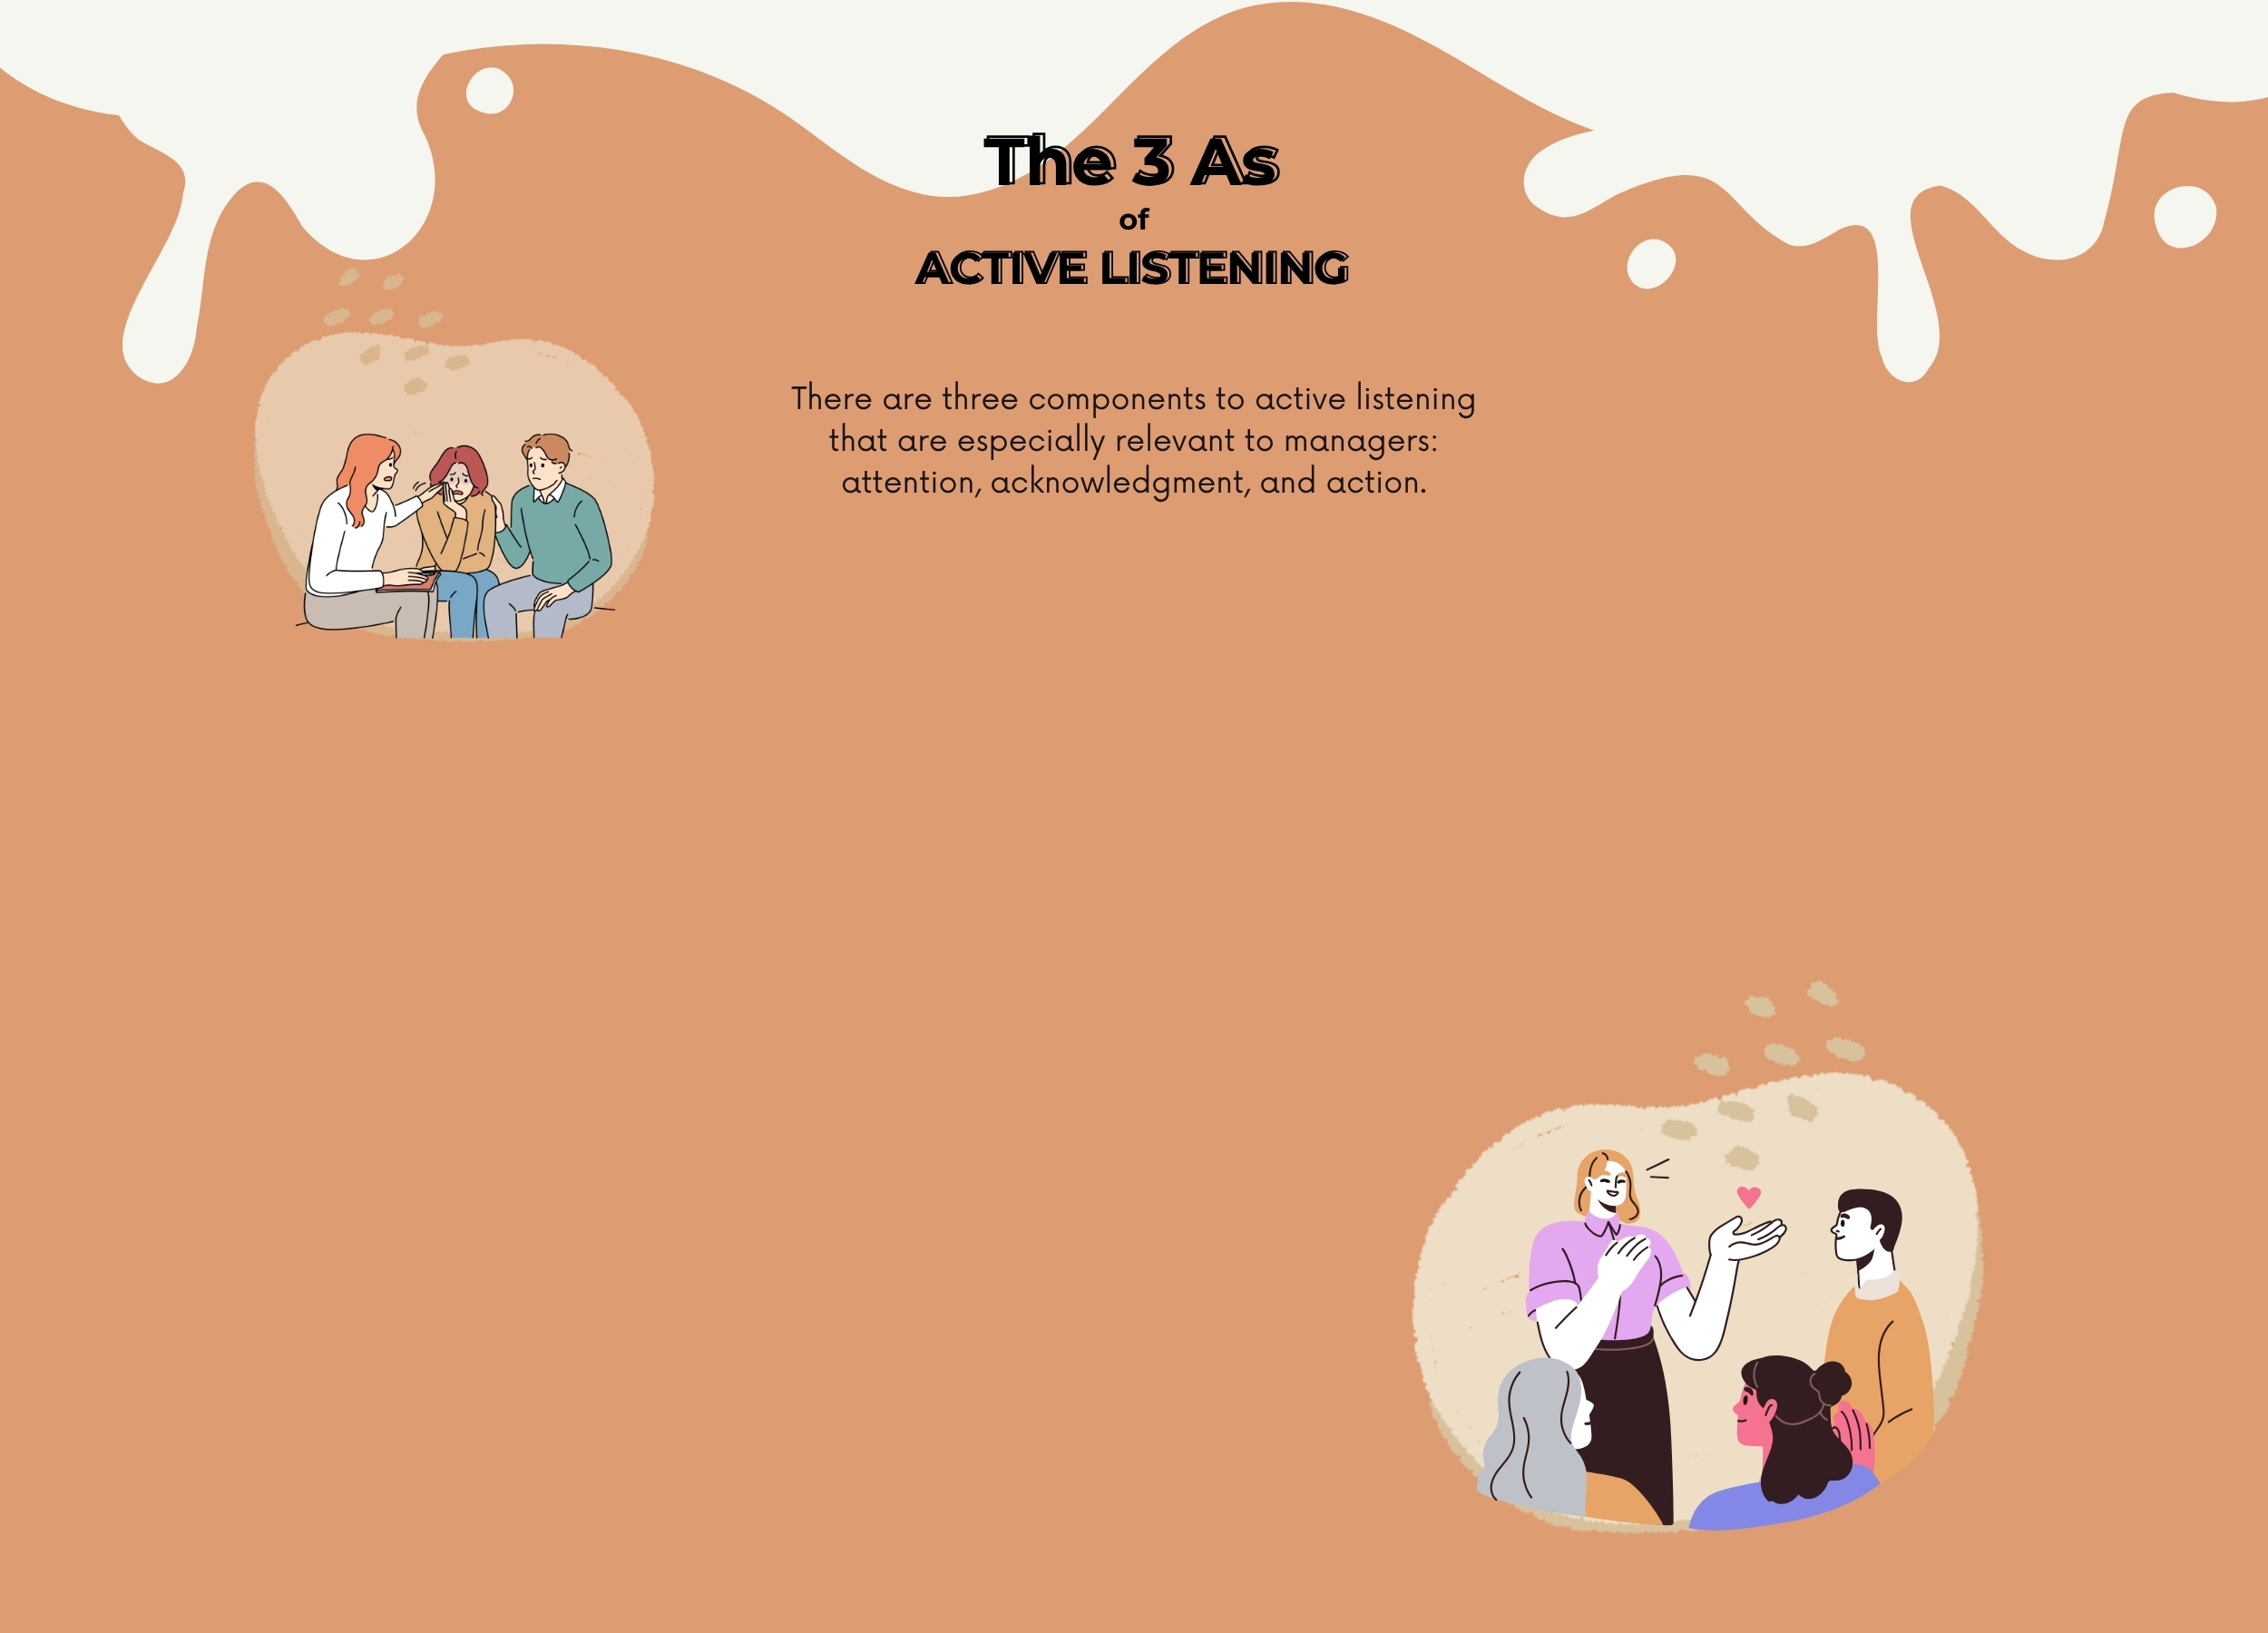 The 3 As
of
ACTIVE LISTENING
There are three components to active listening
that are especially relevant to managers:
attention, acknowledgment, and action.